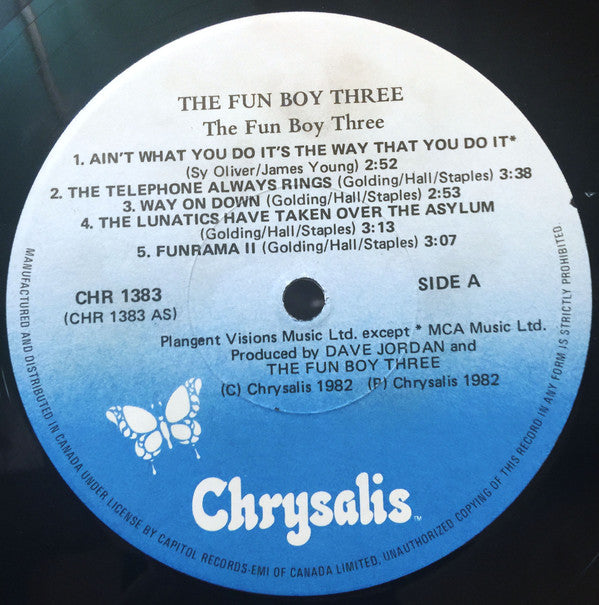 THE FUN BOY THREE
The Fun Boy Three
1. AIN'T WHAT YOU DO IT'S THE WAY THAT YOU DO IT*
(Sy Oliver/James Young) 2:52
2. THE TELEPHONE ALWAYS RINGS (Golding/Hall/Staples) 3:38
3. WAY ON DOWN (Golding/Hall/Staples) 2:53
4. THE LUNATICS HAVE TAKEN OVER THE ASYLUM
(Golding/Hall/Staples) 3:13
5. FUNRAMA II (Golding/Hall/Staples) 3:07
CHR 1383
(CHR 1383 AS)
SIDE A
Plangent Visions Music Ltd. except * MCA Music Ltd.
Produced by DAVE JORDAN and
THE FUN BOY THREE
(C) Chrysalis 1982 (P) Chrysalis 1982
Chrysalis™
MANUFACTURED AND DISTRIBUTED IN CANADA UNDER LICENSE BY CAPITOL RECORDS-EMI OF CANADA LIMITED, UNAUTHORIZED COPYING OF THIS RECORD IN ANY FORM IS STRICTLY PROHIBITED.